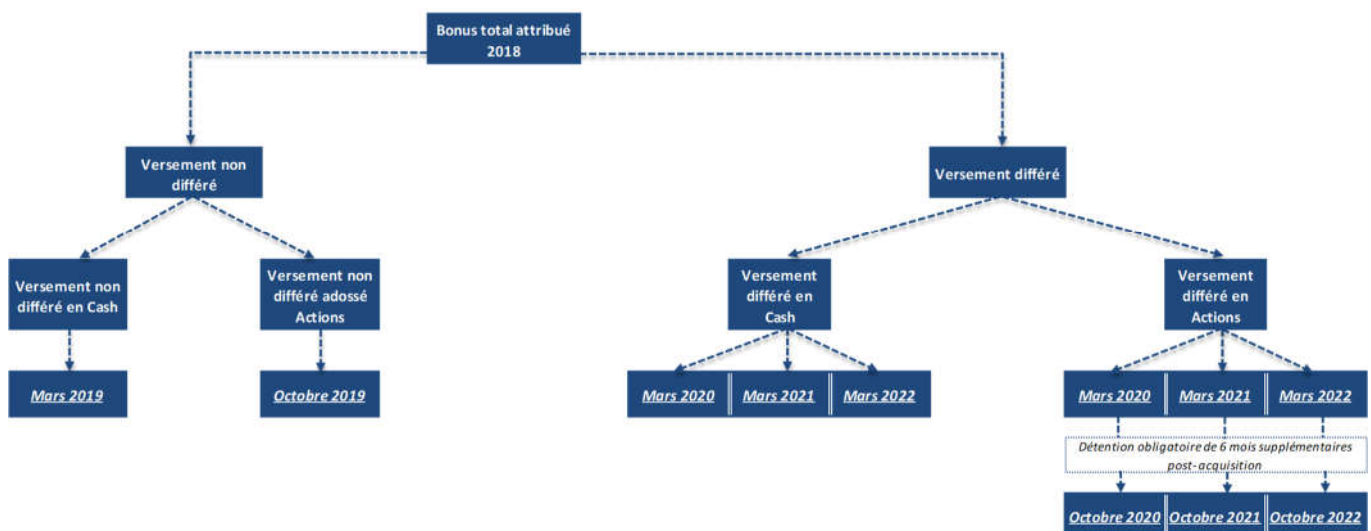 Bonus total attribué
2018
Versement non
différé
Versement différé
Versement non
différé en Cash
Versement non
différé adossé
Actions
Versement
différé en
Cash
Versement
différé en
Actions
Mars 2019
Octobre 2019
Mars 2020
Mars 2021
Mars 2022
Mars 2020
Mars 2021
Mars 2022
Détention obligatoire de 6 mois supplémentaires
post- acquisition
Octobre 2020
Octobre 2021
Octobre 2022